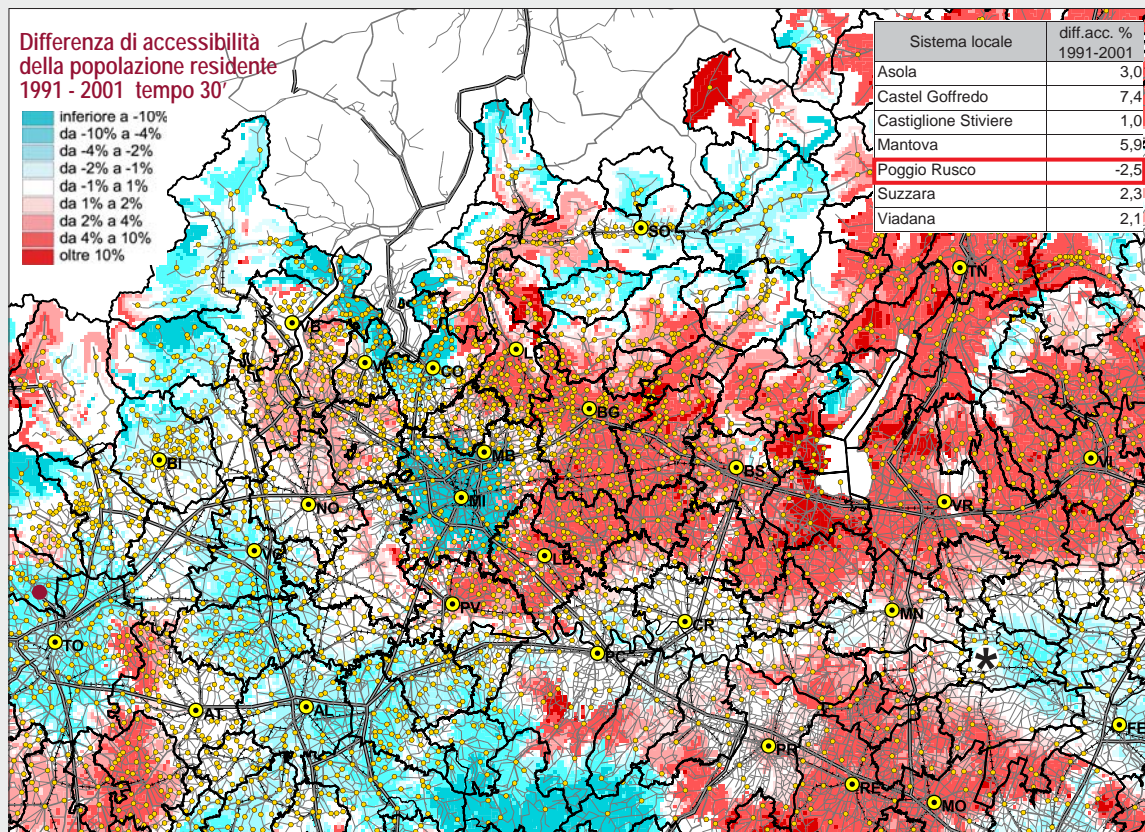 Differenza di accessibilità
della popolazione residente
1991 - 2001 tempo 30'
inferiore a -10%
da -10% a -4%
da -4% a -2%
da -2% a -1%
da -1% a 1%
da 1% a 2%
da 2% a 4%
da 4% a 10%
oltre 10%
Sistema locale diff.acc. %
1991-2001
Asola 3,0
Castel Goffredo 7,4
Castiglione Stiviere 1,0
Mantova 5,9
Poggio Rusco -2,5
Suzzara 2,3
Viadana 2,1
SO
TN
VB
VA
CO
BG
BI
MB
BS
VI
MI
NO
VR
PV
MN
CR
TO
*
AT
AL
FE
PR
RE
MO